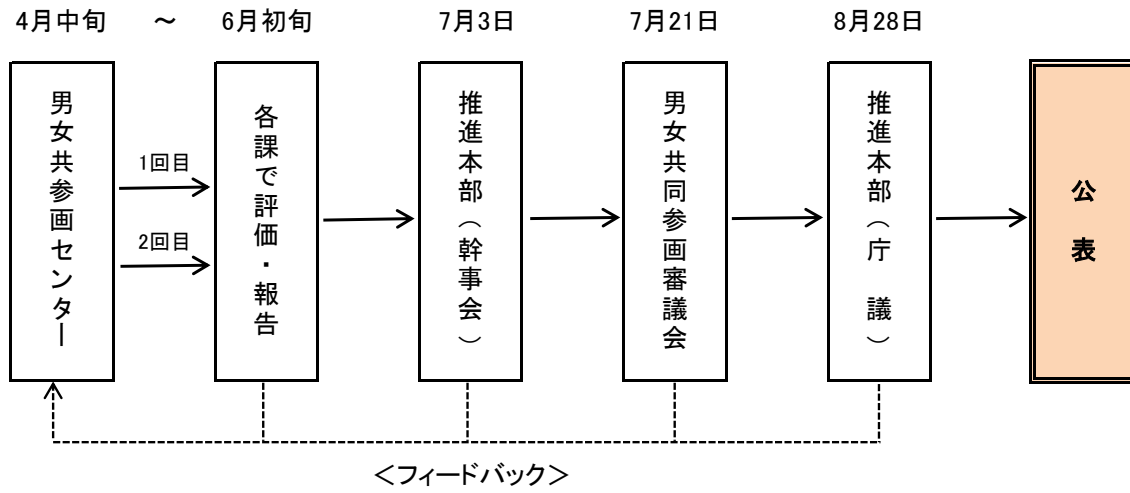 4月中旬 ～ 6月初旬 7月3日 7月21日 8月28日
男女共参画センター
1回目
2回目
各課で評価・報告
推進本部（幹事会）
男女共同参画審議会
推進本部（庁 議）
公 表
＜フィードバック＞